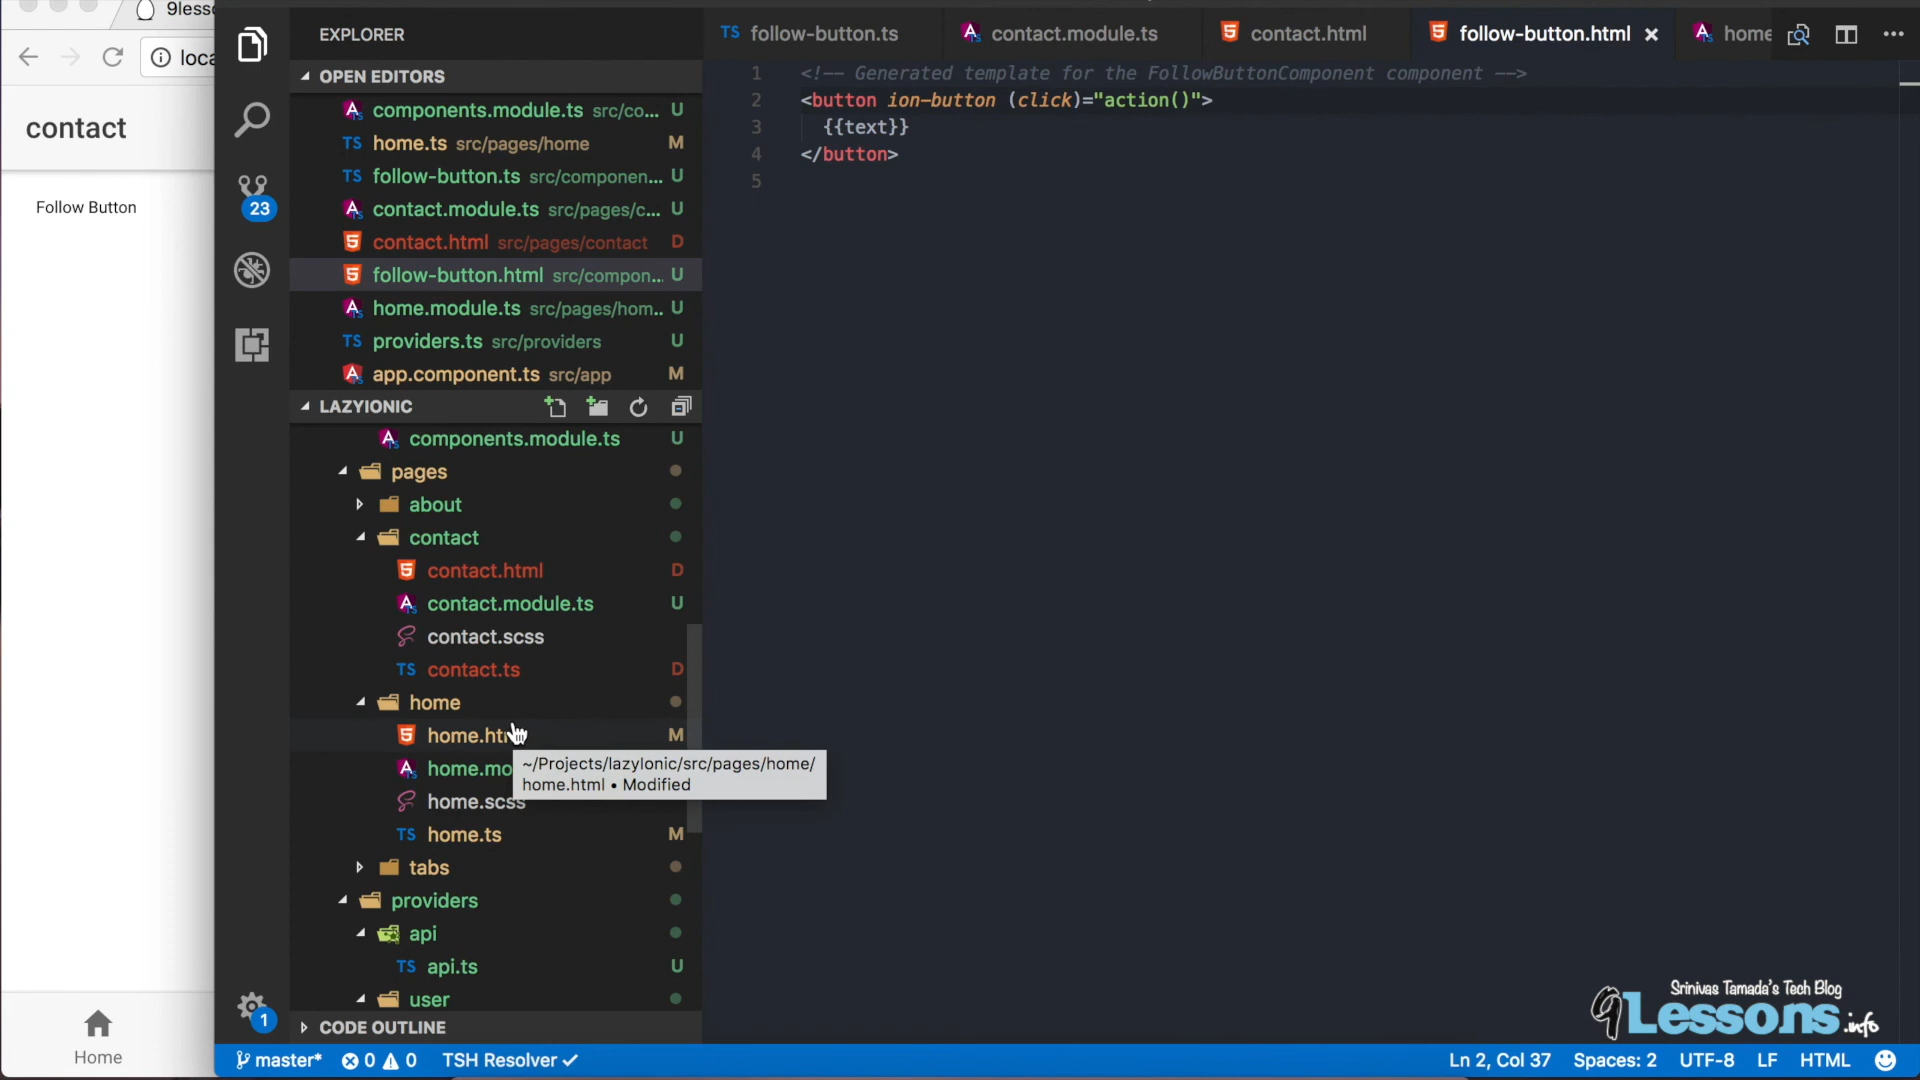 9less
loca
contact
Follow Button
Home
23
1
EXPLORER
OPEN EDITORS
components.module.ts src/co... U
home.ts src/pages/home M
follow-button.ts src/componen... U
contact.module.ts src/pages/c... U
contact.html src/pages/contact D
follow-button.html src/compon... U
home.module.ts src/pages/hom.. U
providers.ts src/providers U
app.component.ts src/app M
LAZYIONIC
components.module.ts U
pages
about
contact
contact.html D
contact.module.ts U
contact.scss
TS contact.ts D
home
home.ht M
home.mo
home.scss
TS home.ts M
tabs
providers
api
TS api.ts U
user
CODE OUTLINE
~/Projects/lazyIonic/src/pages/home/
home.html • Modified
TS follow-button.ts contact.module.ts contact.html follow-button.html home
1 <!-- Generated template for the FollowButtonComponent component -->
2 <button ion-button (click)="action()">
3 {{text}}
4 </button>
5
Srinivas Tamada's Tech Blog
9Lessons.info
master* 0 0 TSH Resolver Ln 2, Col 37 Spaces: 2 UTF-8 LF HTML